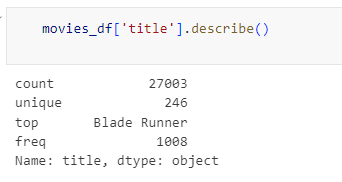 movies_df['title'].describe()
count 27003
unique 246
top Blade Runner
freq 1008
Name: title, dtype: object